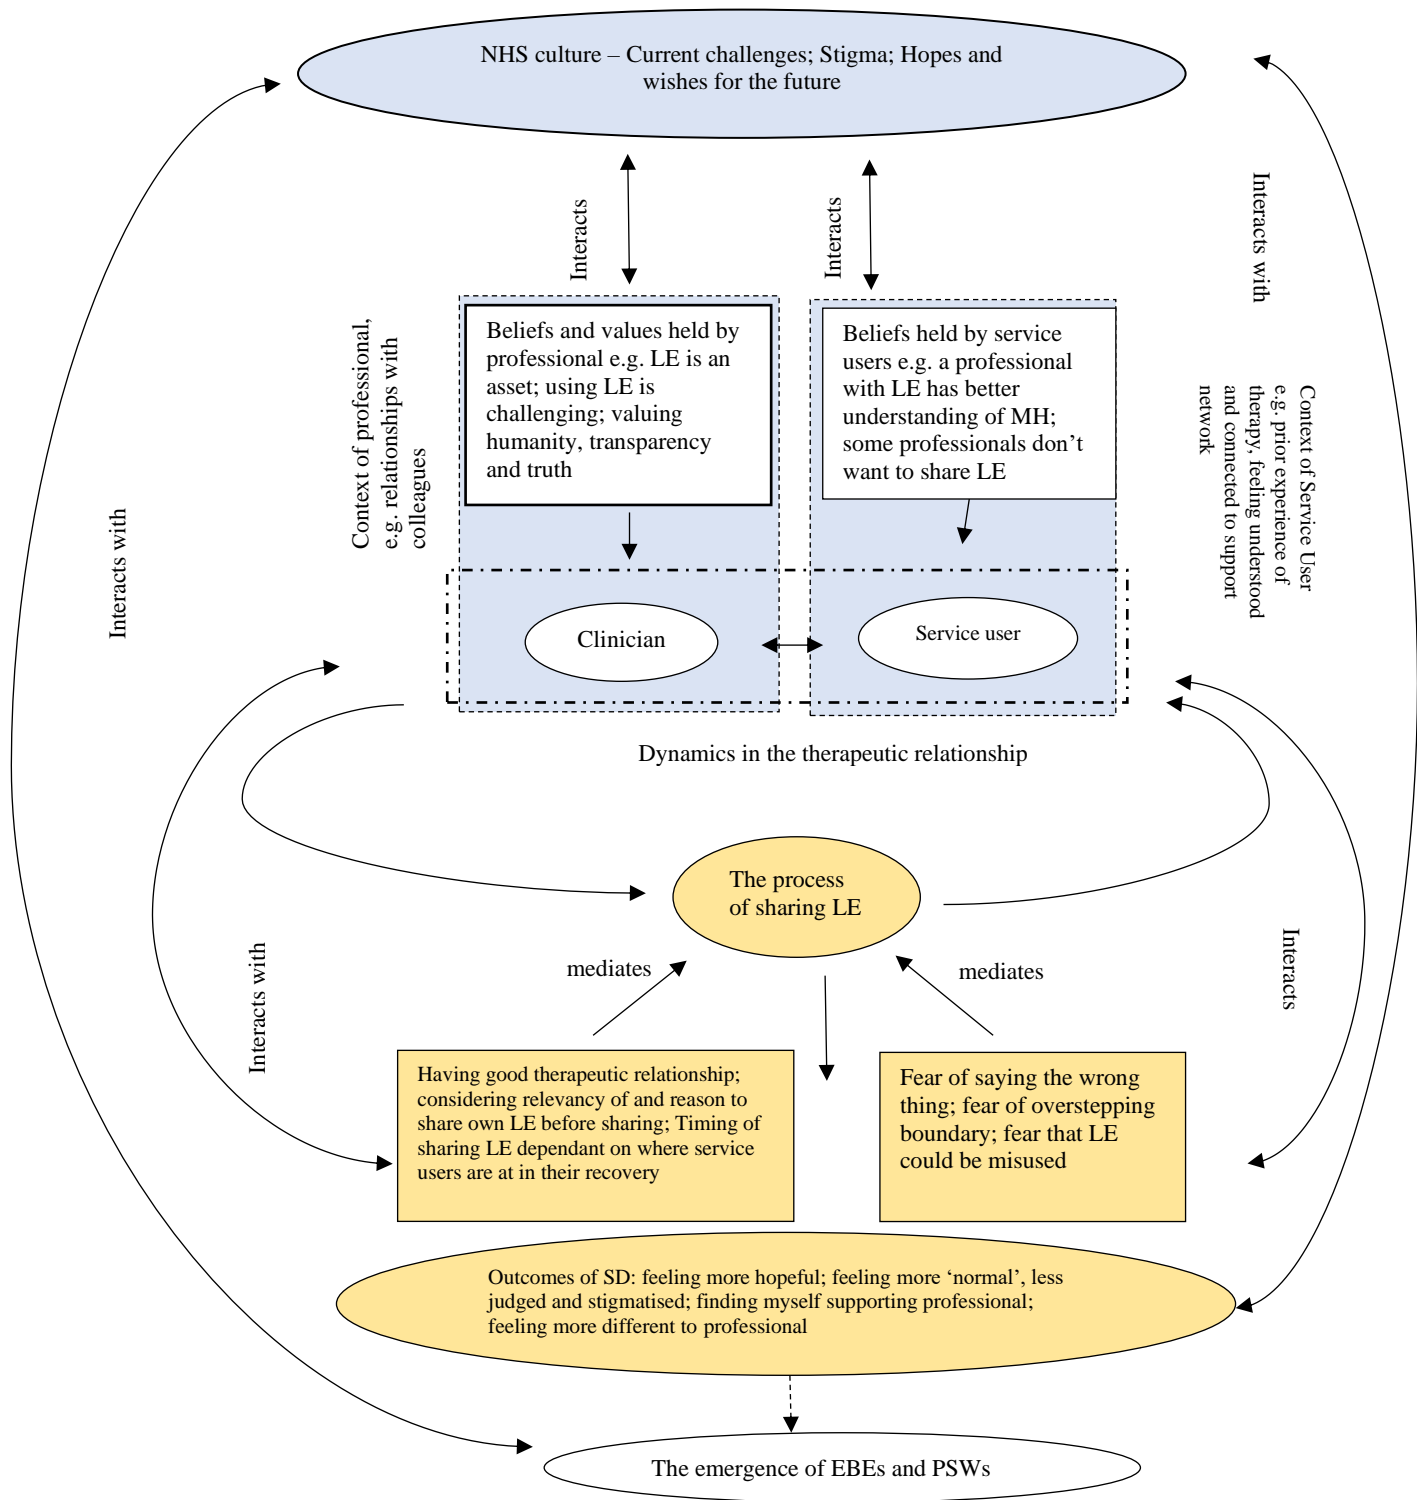 NHS culture – Current challenges; Stigma; Hopes and
wishes for the future
Interacts
Interacts
Interacts with
Context of professional,
e.g. relationships with
colleagues
Beliefs and values held by
professional e.g. LE is an
asset; using LE is
challenging; valuing
humanity, transparency
and truth
Beliefs held by service
users e.g. a professional
with LE has better
understanding of MH;
some professionals don’t
want to share LE
Context of Service User
e.g. prior experience of
therapy, feeling understood
and connected to support
network
Interacts with
Clinician
Service user
Dynamics in the therapeutic relationship
The process
of sharing LE
mediates
mediates
Interacts with
Interacts
Having good therapeutic relationship;
considering relevancy of and reason to
share own LE before sharing; Timing of
sharing LE dependant on where service
users are at in their recovery
Fear of saying the wrong
thing; fear of overstepping
boundary; fear that LE
could be misused
Outcomes of SD: feeling more hopeful; feeling more ‘normal’, less
judged and stigmatised; finding myself supporting professional;
feeling more different to professional
The emergence of EBEs and PSWs